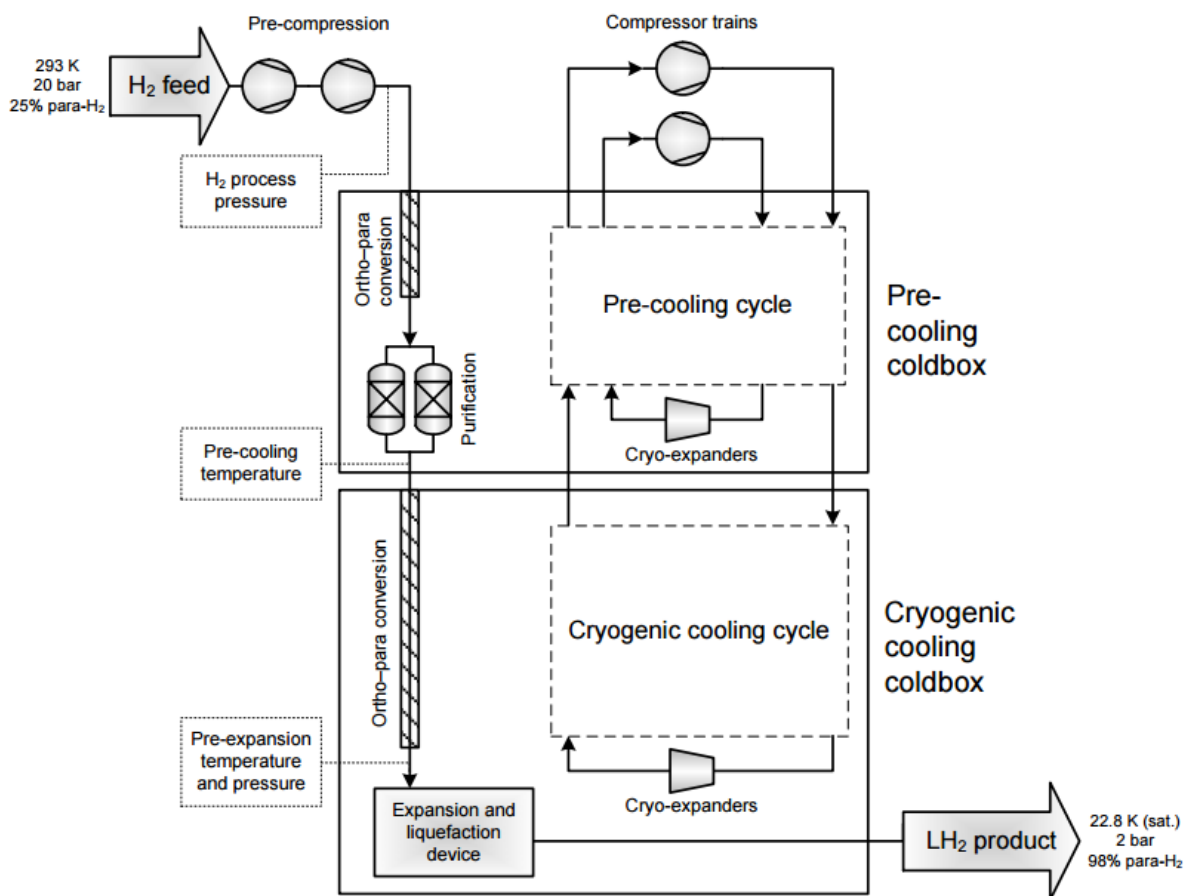 Pre-compression
Compressor trains
293 K
20 bar
25% para-H₂
H₂ feed
H₂ process
pressure
Ortho–para
conversion
Pre-cooling cycle
Pre-
cooling
coldbox
Purification
Cryo-expanders
Pre-cooling
temperature
Ortho–para conversion
Cryogenic cooling cycle
Cryogenic
cooling
coldbox
Pre-expansion
temperature
and pressure
Cryo-expanders
Expansion and
liquefaction
device
LH₂ product
22.8 K (sat.)
2 bar
98% para-H₂